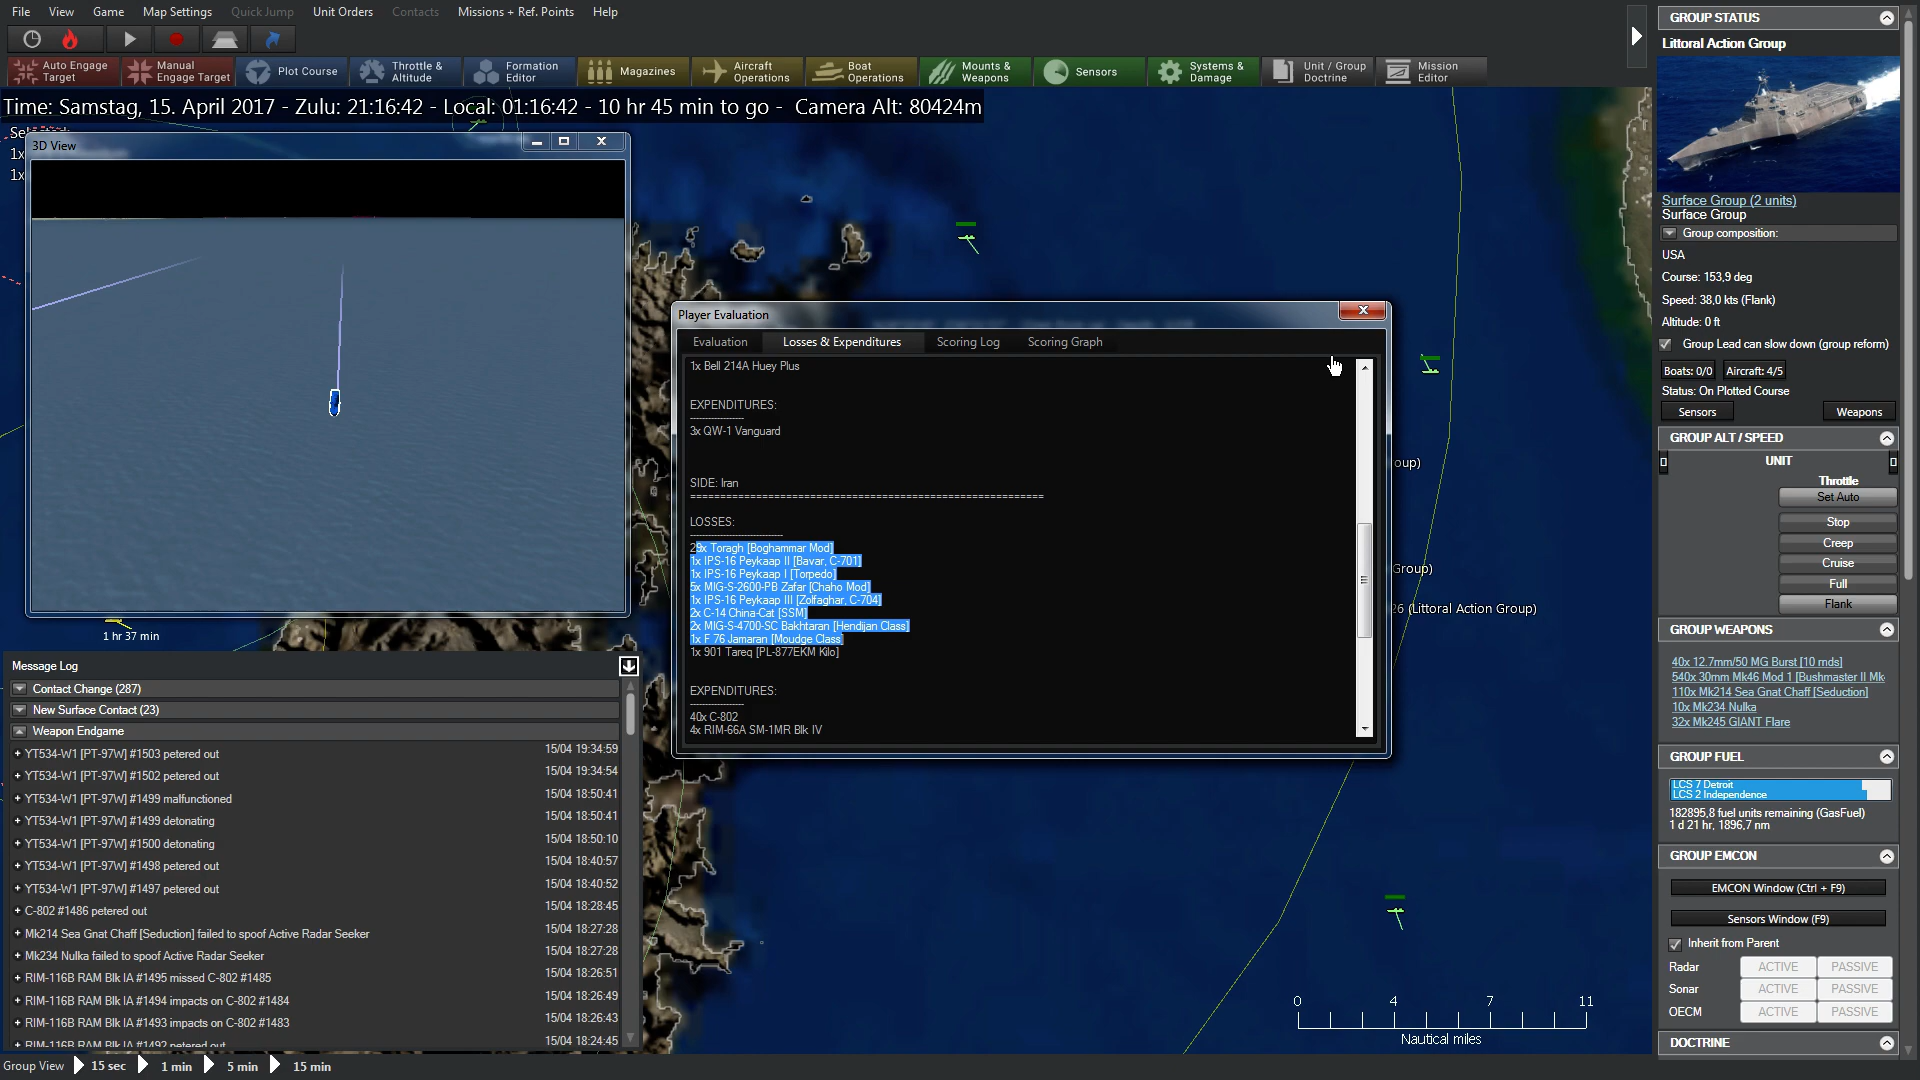 File View Game Map Settings Quick Jump Unit Orders Contacts Missions + Ref. Points Help
Auto Engage Target
Manual Engage Target
Plot Course
Throttle & Altitude
Formation Editor
Magazines
Aircraft Operations
Boat Operations
Mounts & Weapons
Sensors
Systems & Damage
Unit / Group Doctrine
Mission Editor
Time: Samstag, 15. April 2017 - Zulu: 21:16:42 - Local: 01:16:42 - 10 hr 45 min to go - Camera Alt: 80424m
1x
1x
3D View
1 hr 37 min
Message Log
Contact Change (287)
New Surface Contact (23)
Weapon Endgame
YT534-W1 [PT-97W] #1503 petered out 15/04 19:34:59
YT534-W1 [PT-97W] #1502 petered out 15/04 19:34:54
YT534-W1 [PT-97W] #1499 malfunctioned 15/04 18:50:41
YT534-W1 [PT-97W] #1499 detonating 15/04 18:50:41
YT534-W1 [PT-97W] #1500 detonating 15/04 18:50:10
YT534-W1 [PT-97W] #1498 petered out 15/04 18:40:57
YT534-W1 [PT-97W] #1497 petered out 15/04 18:40:52
C-802 #1486 petered out 15/04 18:28:45
Mk214 Sea Gnat Chaff [Seduction] failed to spoof Active Radar Seeker 15/04 18:27:28
Mk234 Nulka failed to spoof Active Radar Seeker 15/04 18:27:28
RIM-116B RAM Blk IA #1495 missed C-802 #1485 15/04 18:26:51
RIM-116B RAM Blk IA #1494 impacts on C-802 #1484 15/04 18:26:49
RIM-116B RAM Blk IA #1493 impacts on C-802 #1483 15/04 18:26:43
RIM-116B RAM Blk IA #1492 petered out 15/04 18:24:45
Group View 15 sec 1 min 5 min 15 min
Player Evaluation
Evaluation Losses & Expenditures Scoring Log Scoring Graph
1x Bell 214A Huey Plus
EXPENDITURES:
3x QW-1 Vanguard
SIDE: Iran
LOSSES:
29x Toragh [Boghammar Mod]
1x IPS-16 Peykaap II [Bavar, C-701]
1x IPS-16 Peykaap I [Torpedo]
5x MIG-S-2600-PB Zafar [Chaho Mod]
1x IPS-16 Peykaap III [Zolfaghar, C-704]
2x C-14 China-Cat [SSM]
2x MIG-S-4700-SC Bakhtaran [Hendijan Class]
1x F 76 Jamaran [Moudge Class]
1x 901 Tareq [PL-877EKM Kilo]
EXPENDITURES:
40x C-802
4x RIM-66A SM-1MR Blk IV
oup)
Group)
26 (Littoral Action Group)
0 4 7 11
Nautical miles
GROUP STATUS
Littoral Action Group
Surface Group (2 units)
Surface Group
Group composition:
USA
Course: 153,9 deg
Speed: 38,0 kts (Flank)
Altitude: 0 ft
Group Lead can slow down (group reform)
Boats: 0/0 Aircraft: 4/5
Status: On Plotted Course
Sensors Weapons
GROUP ALT / SPEED
UNIT
Throttle
Set Auto
Stop
Creep
Cruise
Full
Flank
GROUP WEAPONS
40x 12.7mm/50 MG Burst [10 rnds]
540x 30mm Mk46 Mod 1 [Bushmaster II Mk
110x Mk214 Sea Gnat Chaff [Seduction]
10x Mk234 Nulka
32x Mk245 GIANT Flare
GROUP FUEL
LCS 7 Detroit
LCS 2 Independence
182895,8 fuel units remaining (GasFuel)
1 d 21 hr, 1896,7 nm
GROUP EMCON
EMCON Window (Ctrl + F9)
Sensors Window (F9)
Inherit from Parent
Radar ACTIVE PASSIVE
Sonar ACTIVE PASSIVE
OECM ACTIVE PASSIVE
DOCTRINE